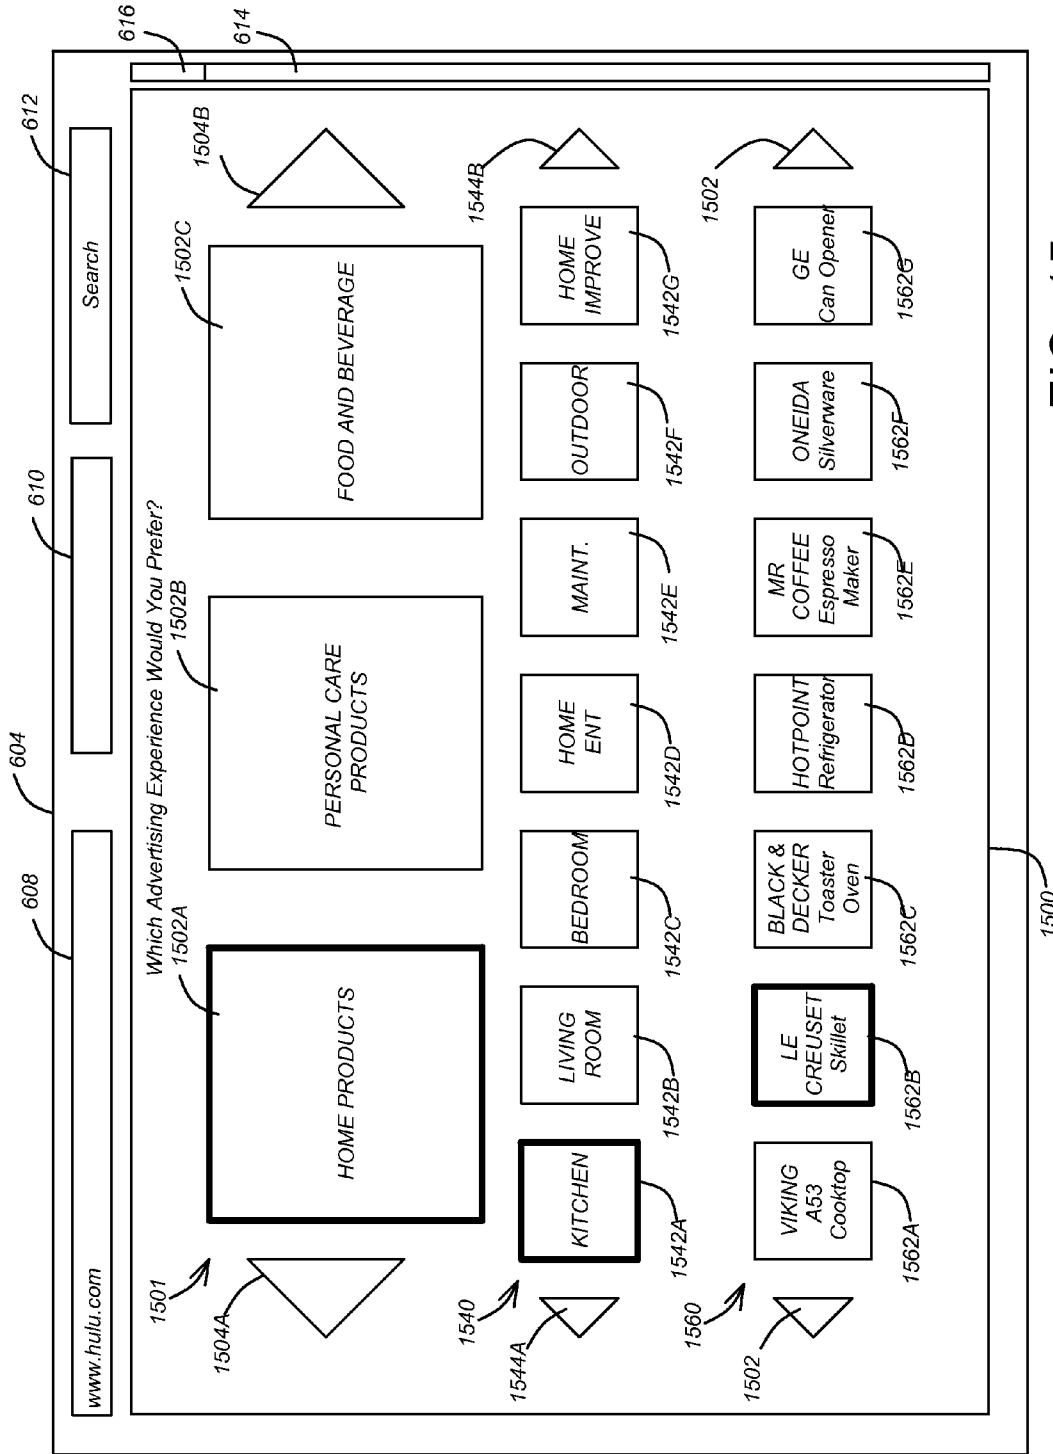 604
608
610
612
616
614
www.hulu.com
Search
Which Advertising Experience Would You Prefer?
1502A
1502B
1502C
1501
1504A
HOME PRODUCTS
PERSONAL CARE
PRODUCTS
FOOD AND BEVERAGE
1504B
1540
1544A
KITCHEN
LIVING
ROOM
BEDROOM
HOME
ENT
MAINT.
OUTDOOR
HOME
IMPROVE
1544B
1542A
1542B
1542C
1542D
1542E
1542F
1542G
1560
1502
VIKING
A53
Cooktop
LE
CREUSET
Skillet
BLACK &
DECKER
Toaster
Oven
HOTPOINT
Refrigerator
MR
COFFEE
Espresso
Maker
ONEIDA
Silverware
GE
Can Opener
1502
1562A
1562B
1562C
1562D
1562E
1562F
1562G
1500